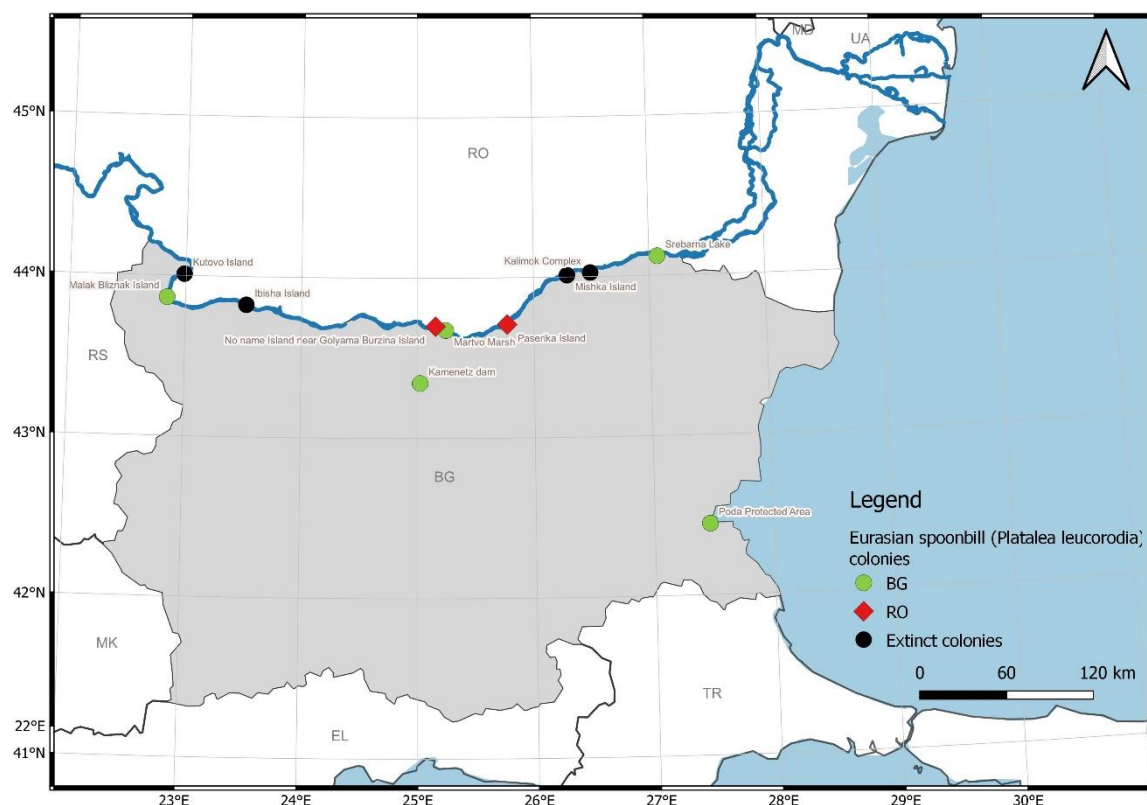 MD
UA
45°N
RO
Srebarna Lake
44°N
Kutovo Island
Kalimok Complex
Mishka Island
Malak Bliznak Island
Ibisha Island
No name Island near Golyama Burzina Island
Martvo Marsh
Paserika Island
RS
Kamenetz dam
43°N
BG
Poda Protected Area
Legend
Eurasian spoonbill (Platalea leucorodia)
colonies
BG
RO
Extinct colonies
42°N
MK
0 60 120 km
TR
22°E
EL
41°N
23°E 24°E 25°E 26°E 27°E 28°E 29°E 30°E